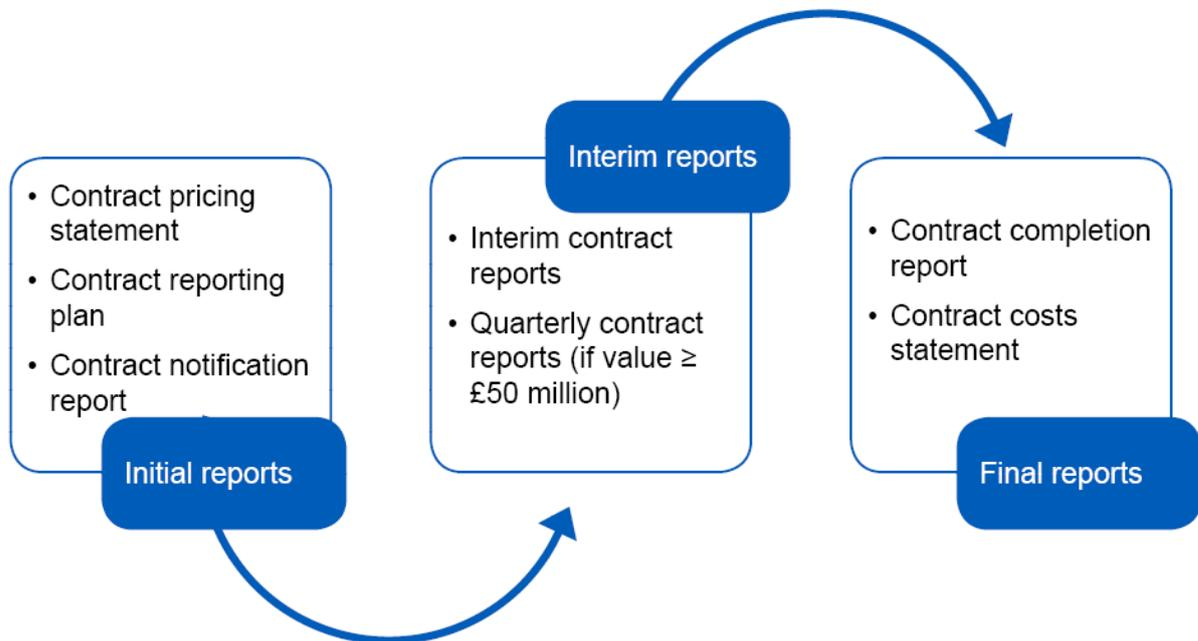 • Contract pricing
statement
• Contract reporting
plan
• Contract notification
report
Initial reports
Interim reports
• Interim contract
reports
• Quarterly contract
reports (if value ≥
£50 million)
• Contract completion
report
• Contract costs
statement
Final reports